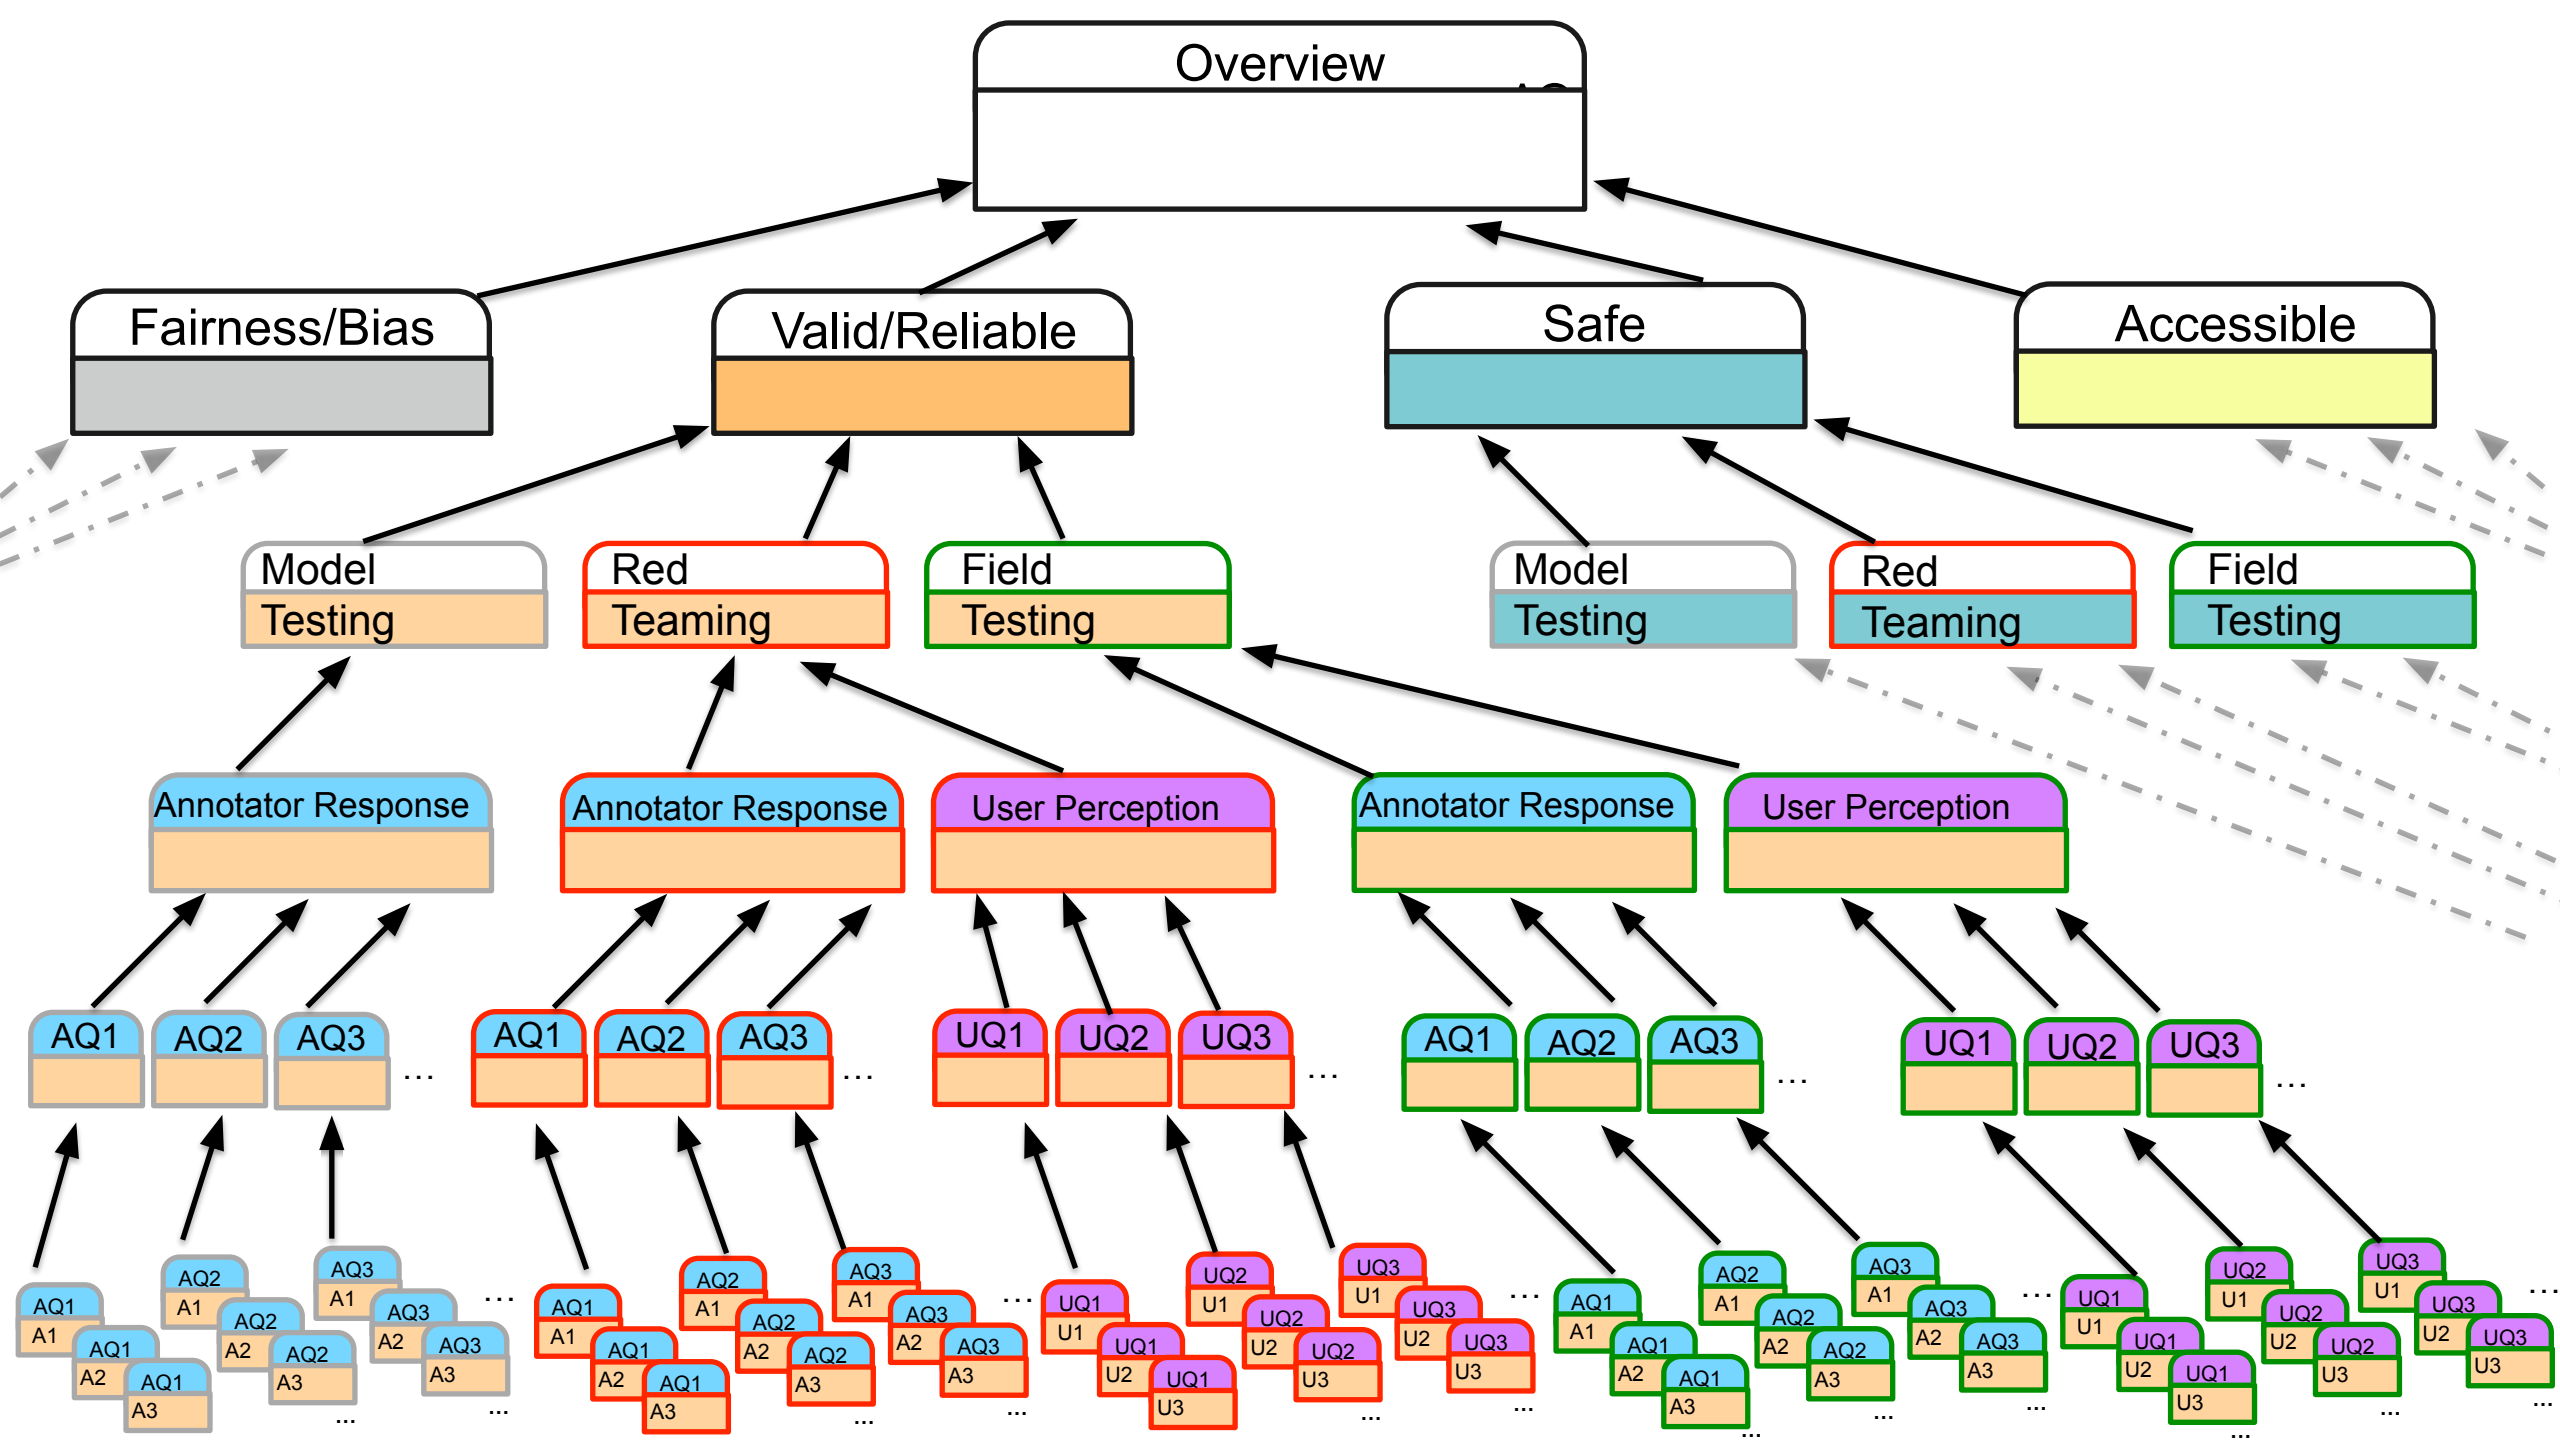 Overview
Fairness/Bias
Valid/Reliable
Safe
Accessible
Model
Testing
Red
Teaming
Field
Testing
Model
Testing
Red
Teaming
Field
Testing
Annotator Response
Annotator Response
User Perception
Annotator Response
User Perception
AQ1
AQ2
AQ3
...
AQ1
AQ2
AQ3
...
UQ1
UQ2
UQ3
...
AQ1
AQ2
AQ3
...
UQ1
UQ2
UQ3
...
AQ1
A1
AQ1
A2
AQ1
A3
AQ2
A1
AQ2
A2
AQ2
A3
...
AQ3
A1
AQ3
A2
AQ3
A3
...
...
AQ1
A1
AQ1
A2
AQ1
A3
AQ2
A1
AQ2
A2
AQ2
A3
...
AQ3
A1
AQ3
A2
AQ3
A3
...
...
UQ1
U1
UQ1
U2
UQ1
U3
UQ2
U1
UQ2
U2
UQ2
U3
...
UQ3
U1
UQ3
U2
UQ3
U3
...
...
AQ1
A1
AQ1
A2
AQ1
A3
...
AQ2
A1
AQ2
A2
AQ2
A3
...
AQ3
A1
AQ3
A2
AQ3
A3
...
...
UQ1
U1
UQ1
U2
UQ1
U3
...
UQ2
U1
UQ2
U2
UQ2
U3
...
UQ3
U1
UQ3
U2
UQ3
U3
...
...